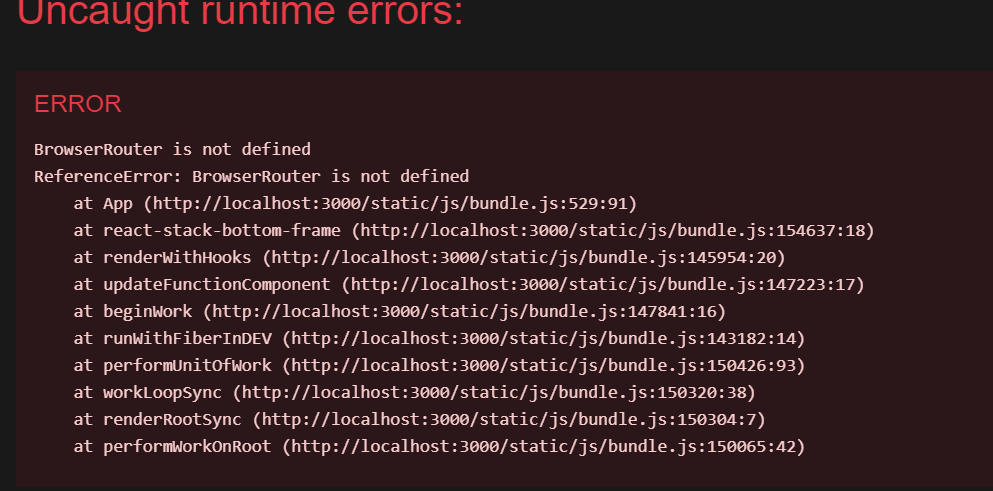 Uncaught runtime errors:
ERROR
BrowserRouter is not defined
ReferenceError: BrowserRouter is not defined
at App (http://localhost:3000/static/js/bundle.js:529:91)
at react-stack-bottom-frame (http://localhost:3000/static/js/bundle.js:154637:18)
at renderWithHooks (http://localhost:3000/static/js/bundle.js:145954:20)
at updateFunctionComponent (http://localhost:3000/static/js/bundle.js:147223:17)
at beginWork (http://localhost:3000/static/js/bundle.js:147841:16)
at runWithFiberInDEV (http://localhost:3000/static/js/bundle.js:143182:14)
at performUnitOfWork (http://localhost:3000/static/js/bundle.js:150426:93)
at workLoopSync (http://localhost:3000/static/js/bundle.js:150320:38)
at renderRootSync (http://localhost:3000/static/js/bundle.js:150304:7)
at performWorkOnRoot (http://localhost:3000/static/js/bundle.js:150065:42)